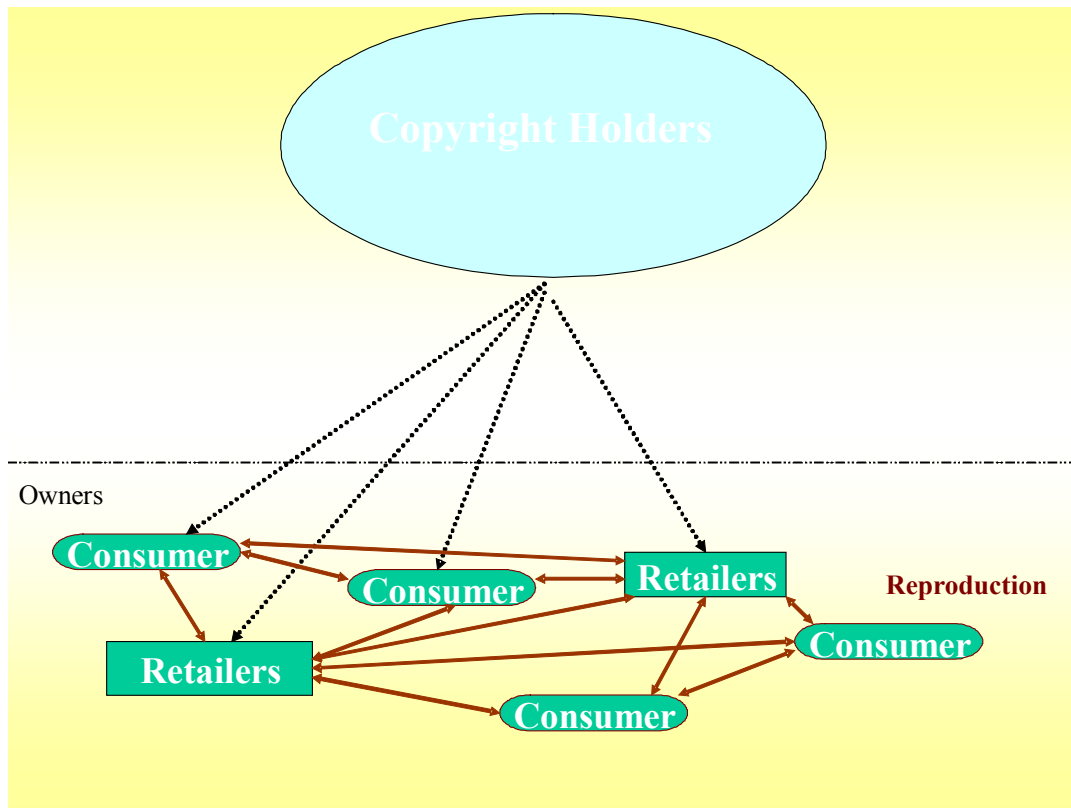 Copyright Holders
Owners
Consumer
Consumer
Retailers
Reproduction
Consumer
Retailers
Consumer